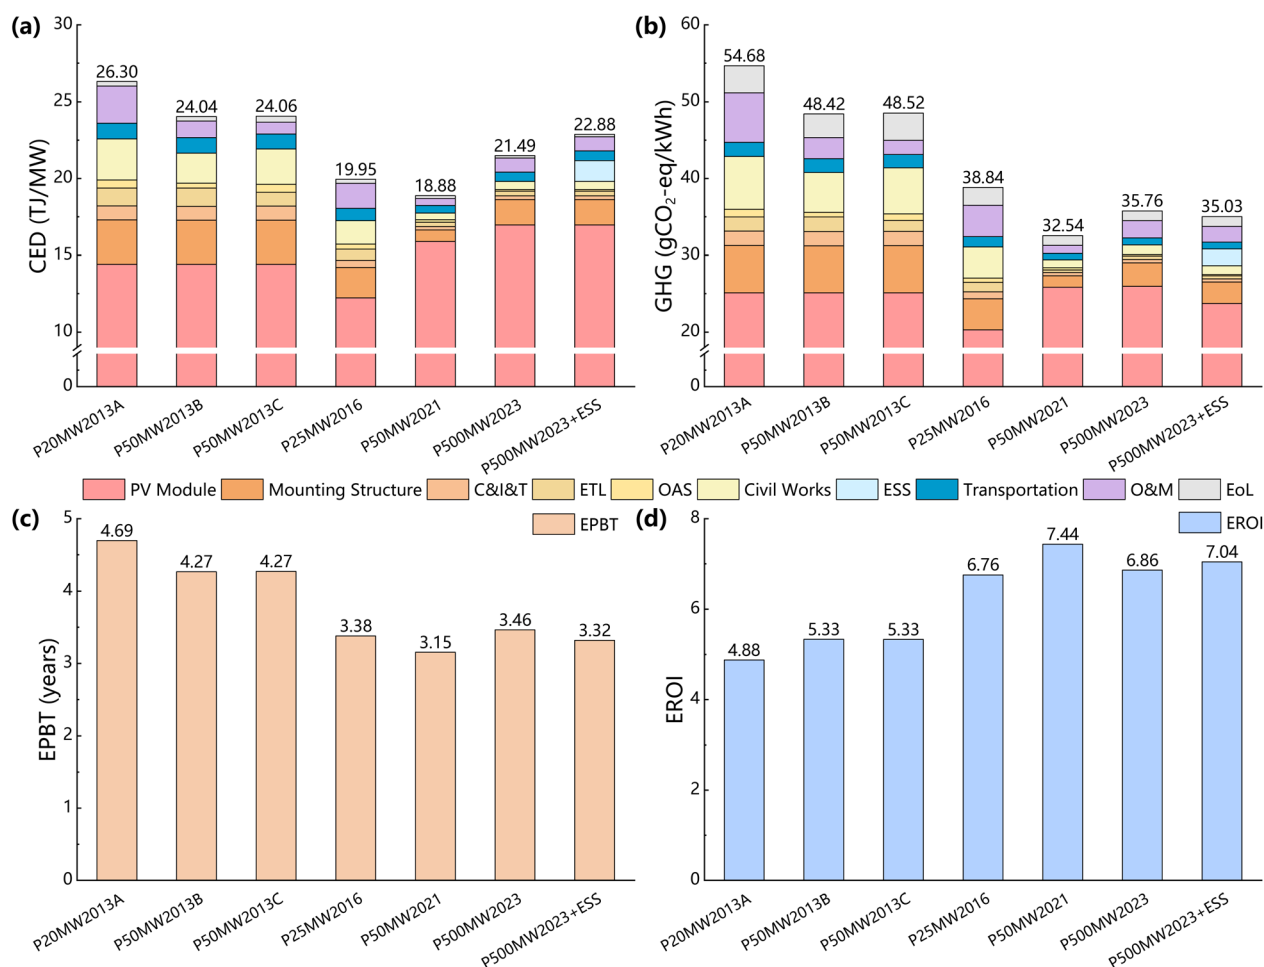 (a)
CED (TJ/MW)
30
25
20
15
10
0
26.30
24.04
24.06
19.95
18.88
21.49
22.88
P20MW2013A
P50MW2013B
P50MW2013C
P25MW2016
P50MW2021
P500MW2023
P500MW2023+ESS
(b)
GHG (gCO₂-eq/kWh)
60
50
40
30
20
0
54.68
48.42
48.52
38.84
32.54
35.76
35.03
P20MW2013A
P50MW2013B
P50MW2013C
P25MW2016
P50MW2021
P500MW2023
P500MW2023+ESS
PV Module Mounting Structure C&I&T ETL OAS Civil Works ESS Transportation O&M EoL
(c)
EPBT
EPBT (years)
5
4
3
2
1
0
4.69
4.27
4.27
3.38
3.15
3.46
3.32
P20MW2013A
P50MW2013B
P50MW2013C
P25MW2016
P50MW2021
P500MW2023
P500MW2023+ESS
(d)
EROI
EROI
8
6
4
2
0
4.88
5.33
5.33
6.76
7.44
6.86
7.04
P20MW2013A
P50MW2013B
P50MW2013C
P25MW2016
P50MW2021
P500MW2023
P500MW2023+ESS